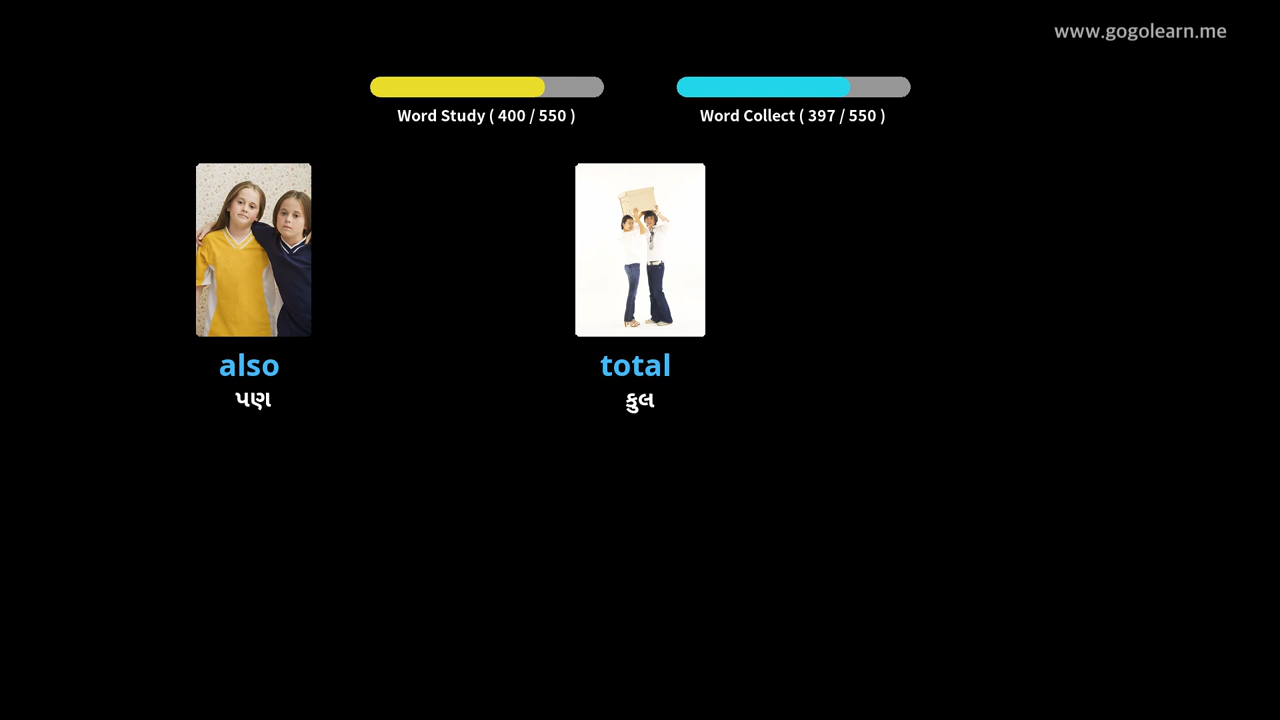 www.gogolearn.me
Word Study ( 400 / 550 )
Word Collect ( 397 / 550 )
also
પણ
total
કુલ